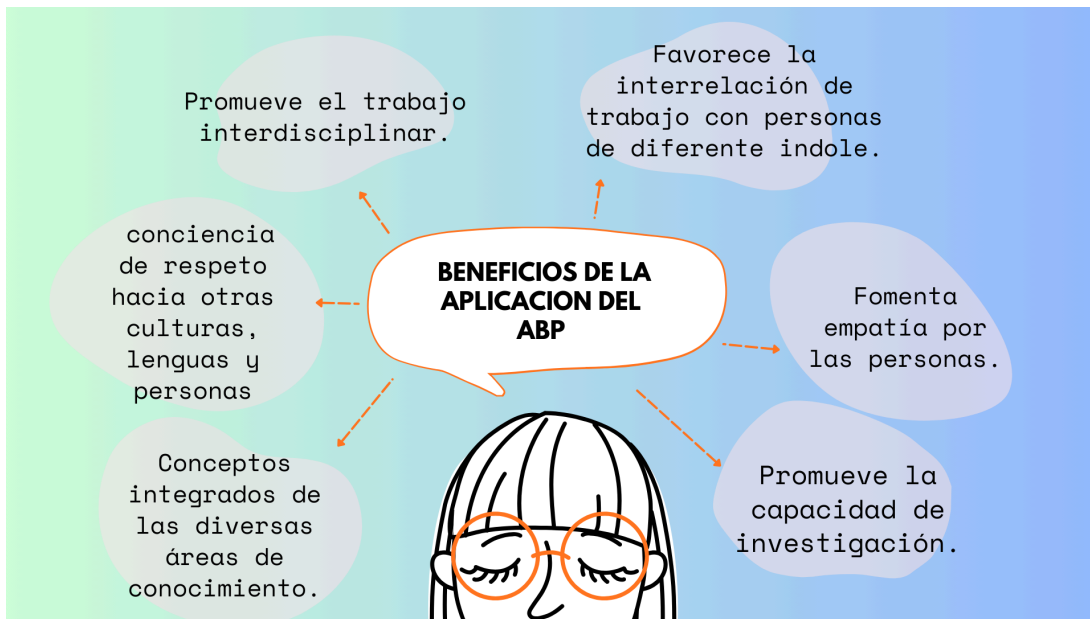 Promueve el trabajo
interdisciplinar.
Favorece la
interrelación de
trabajo con personas
de diferente indole.
conciencia
de respeto
hacia otras
culturas,
lenguas y
personas
BENEFICIOS DE LA
APLICACION DEL
ABP
Fomenta
empatía por
las personas.
Conceptos
integrados de
las diversas
áreas de
conocimiento.
Promueve la
capacidad de
investigación.